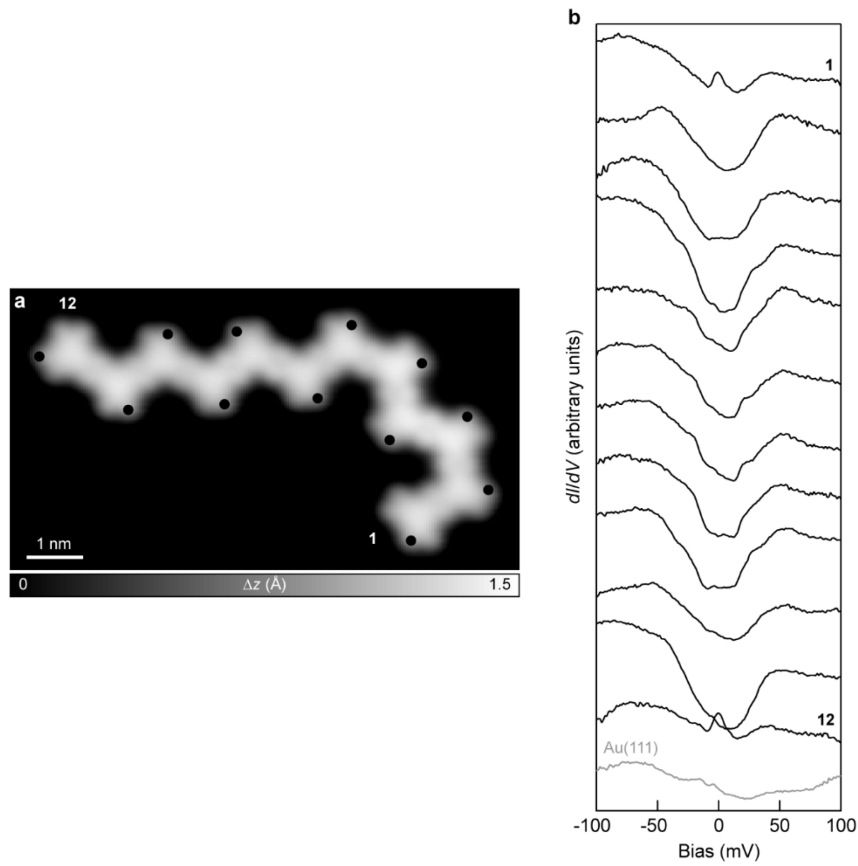 a
12
1
1 nm
0 Δz (Å) 1.5
b
1
12
Au(111)
dI/dV (arbitrary units)
-100 -50 0 50 100
Bias (mV)